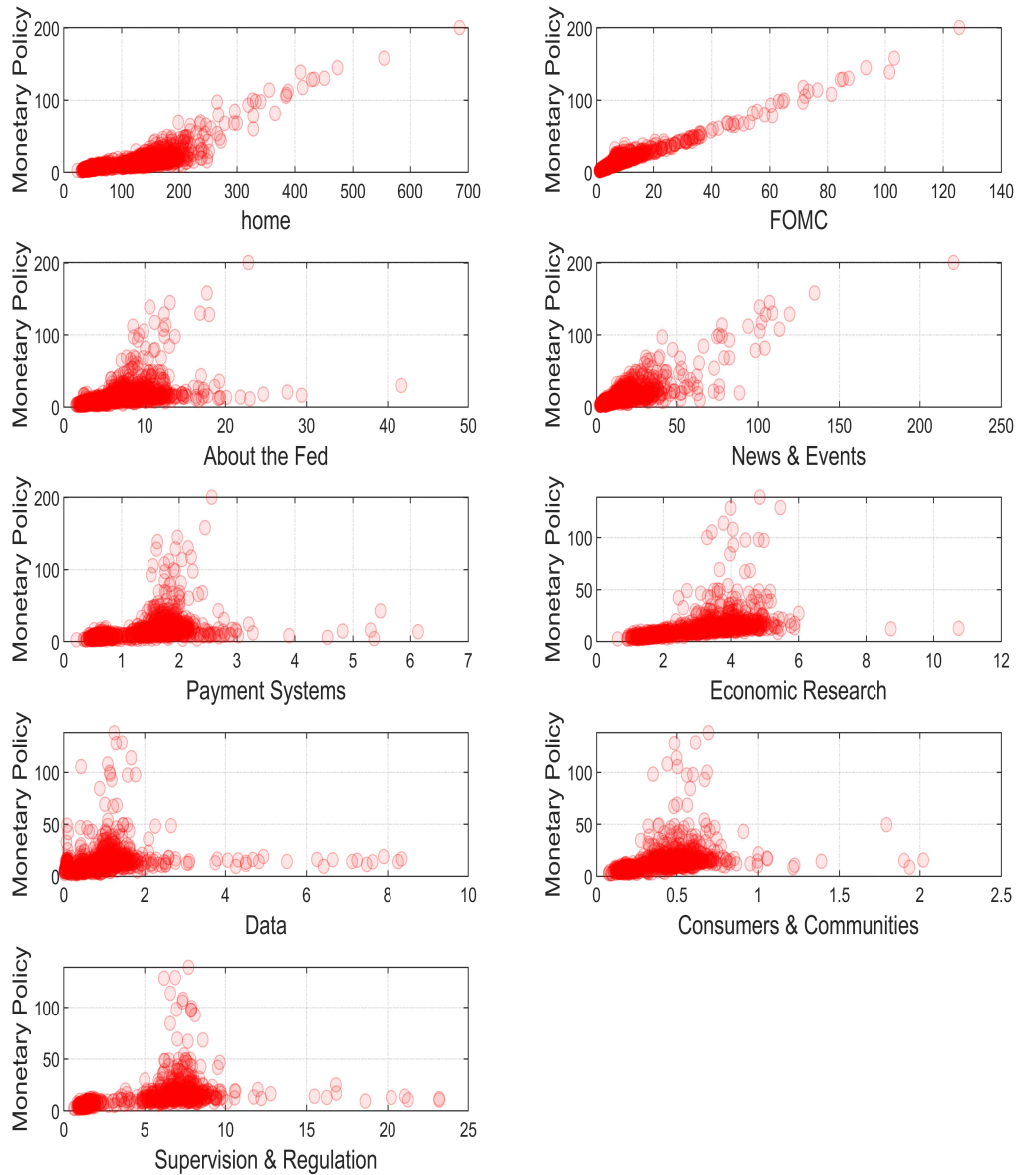 Monetary Policy
200
100
0
0 100 200 300 400 500 600 700
home
Monetary Policy
200
100
0
0 20 40 60 80 100 120 140
FOMC
Monetary Policy
200
100
0
0 10 20 30 40 50
About the Fed
Monetary Policy
200
100
0
0 50 100 150 200 250
News & Events
Monetary Policy
200
100
0
0 1 2 3 4 5 6 7
Payment Systems
Monetary Policy
100
50
0
0 2 4 6 8 10 12
Economic Research
Monetary Policy
100
50
0
0 2 4 6 8 10
Data
Monetary Policy
100
50
0
0 0.5 1 1.5 2 2.5
Consumers & Communities
Monetary Policy
100
50
0
0 5 10 15 20 25
Supervision & Regulation